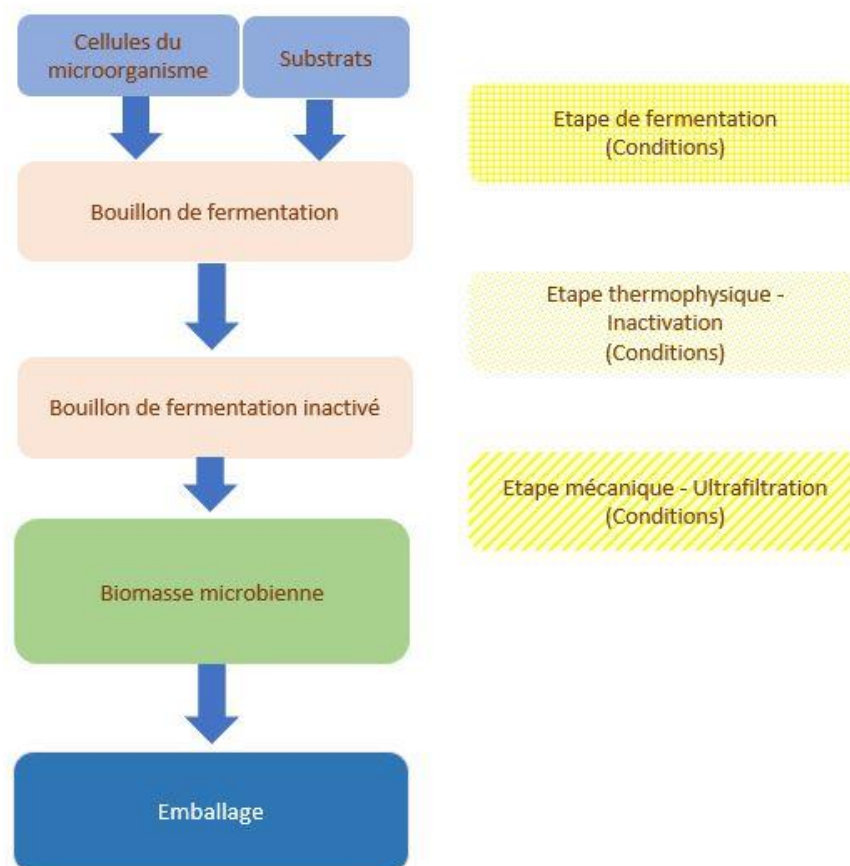 Cellules du
microorganisme
Substrats
Etape de fermentation
(Conditions)
Bouillon de fermentation
Etape thermophysique -
Inactivation
(Conditions)
Bouillon de fermentation inactivé
Etape mécanique - Ultrafiltration
(Conditions)
Biomasse microbienne
Emballage